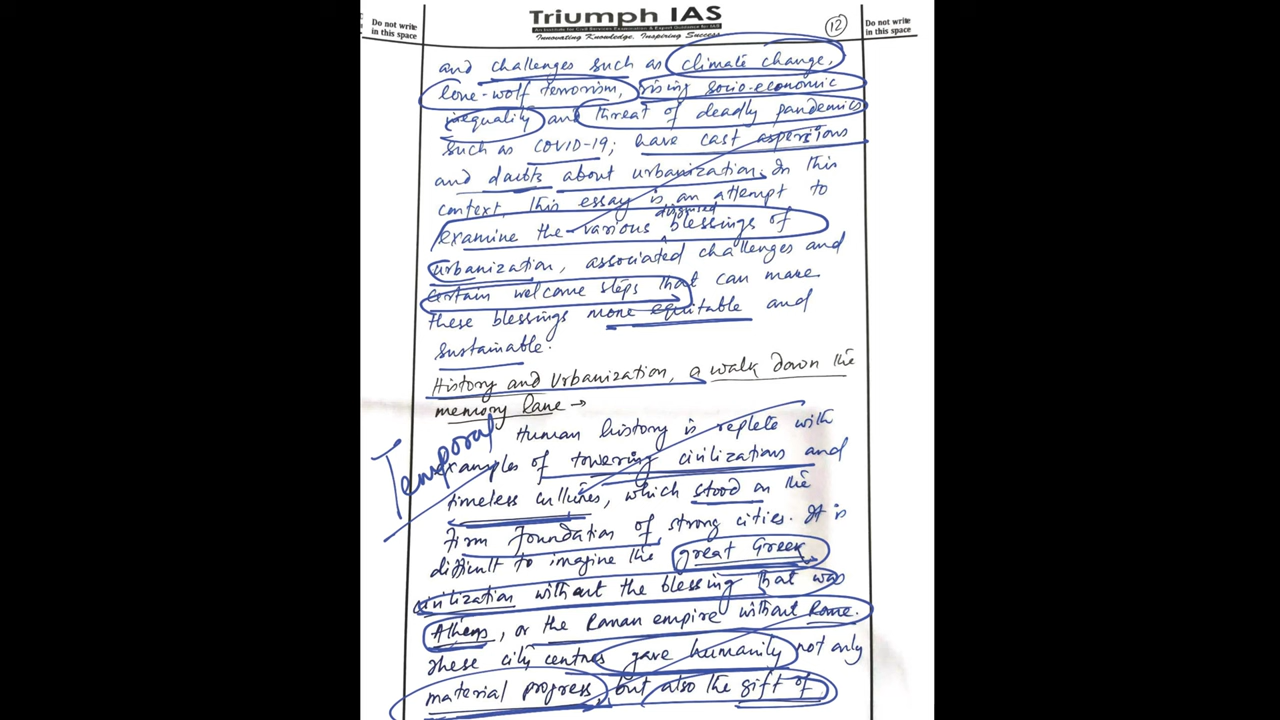 Triumph IAS
Innovating Knowledge, Inspiring Success
Do not write
in this space
12
Do not write
in this space
and challenges such as climate change,
lone-wolf terrorism, rising socio-economic
inequality and threat of deadly pandemics
such as COVID-19; have cast aspersions
and doubts about urbanization. In this
context, this essay is an attempt to
disguised
examine the various blessings of
urbanization, associated challenges and
certain welcome steps that can make
these blessings more equitable and
sustainable.
History and Urbanization, a walk down the
memory lane →
Temporal
Human history is replete with
examples of towering civilizations and
timeless cultures, which stood on the
firm foundation of strong cities. It is
difficult to imagine the great Greek
civilization without the blessing that was
Athens, or the Roman empire without Rome.
These city centres gave humanity not only
material progress, but also the gift of